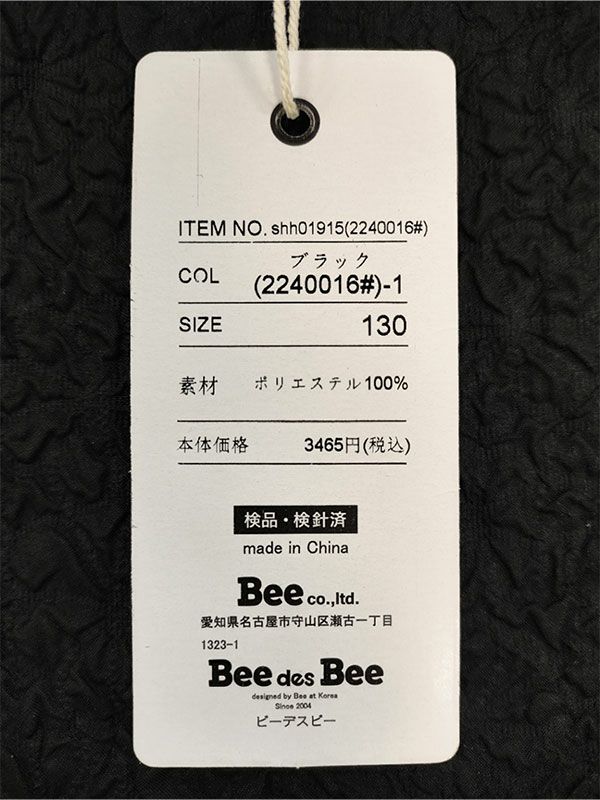 ITEM NO. shh01915(2240016#)
COL ブラック
(2240016#)-1
SIZE 130
素材 ポリエステル100%
本体価格 3465円(税込)
検品・検針済
made in China
Bee co.,ltd.
愛知県名古屋市守山区瀬古一丁目
1323-1
Bee des Bee
designed by Bee at Korea
Since 2004
ビーデスビー